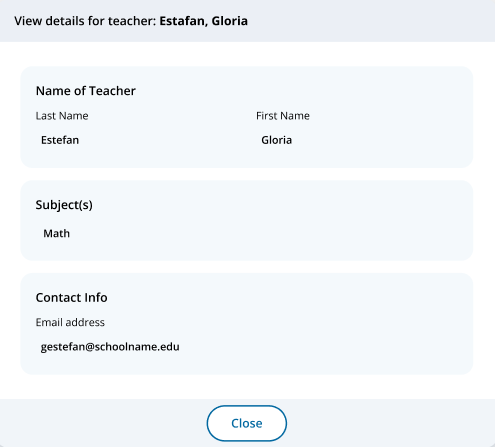 View details for teacher: Estafan, Gloria
Name of Teacher
Last Name First Name
Estefan Gloria
Subject(s)
Math
Contact Info
Email address
gestefan@schoolname.edu
Close